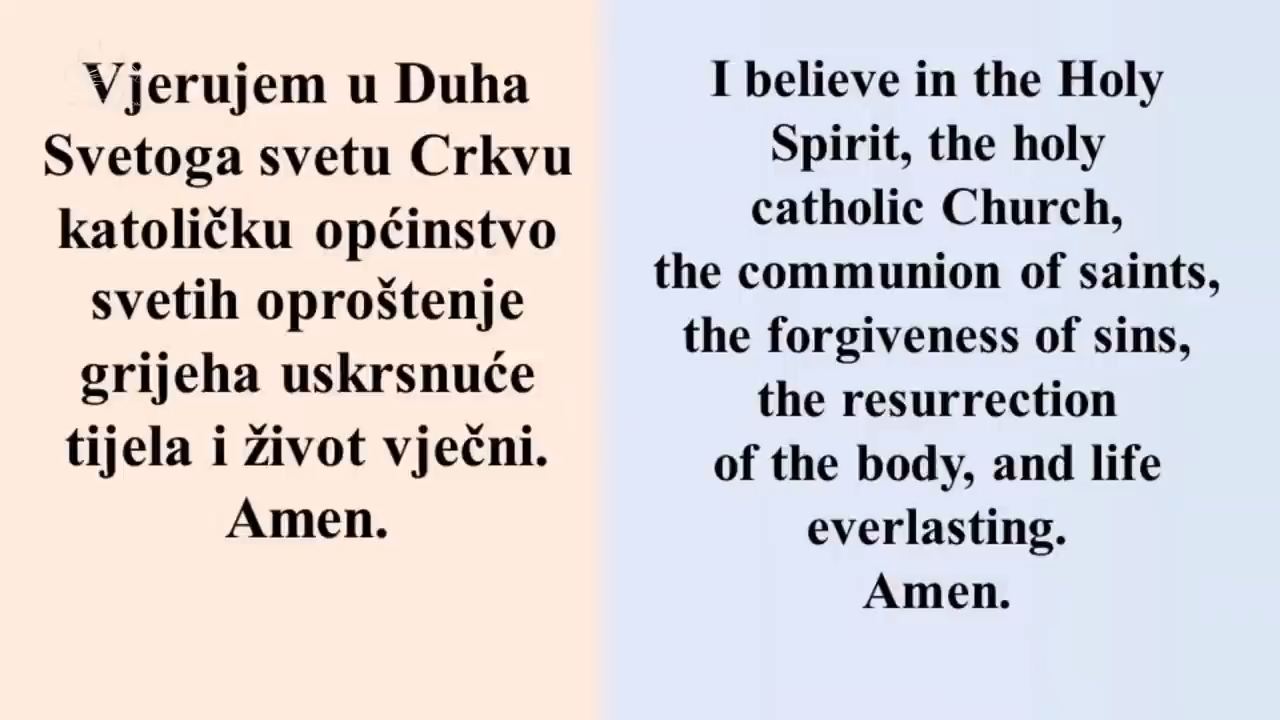 Vjerujem u Duha
Svetoga svetu Crkvu
katoličku općinstvo
svetih oproštenje
grijeha uskrsnuće
tijela i život vječni.
Amen.
I believe in the Holy
Spirit, the holy
catholic Church,
the communion of saints,
the forgiveness of sins,
the resurrection
of the body, and life
everlasting.
Amen.